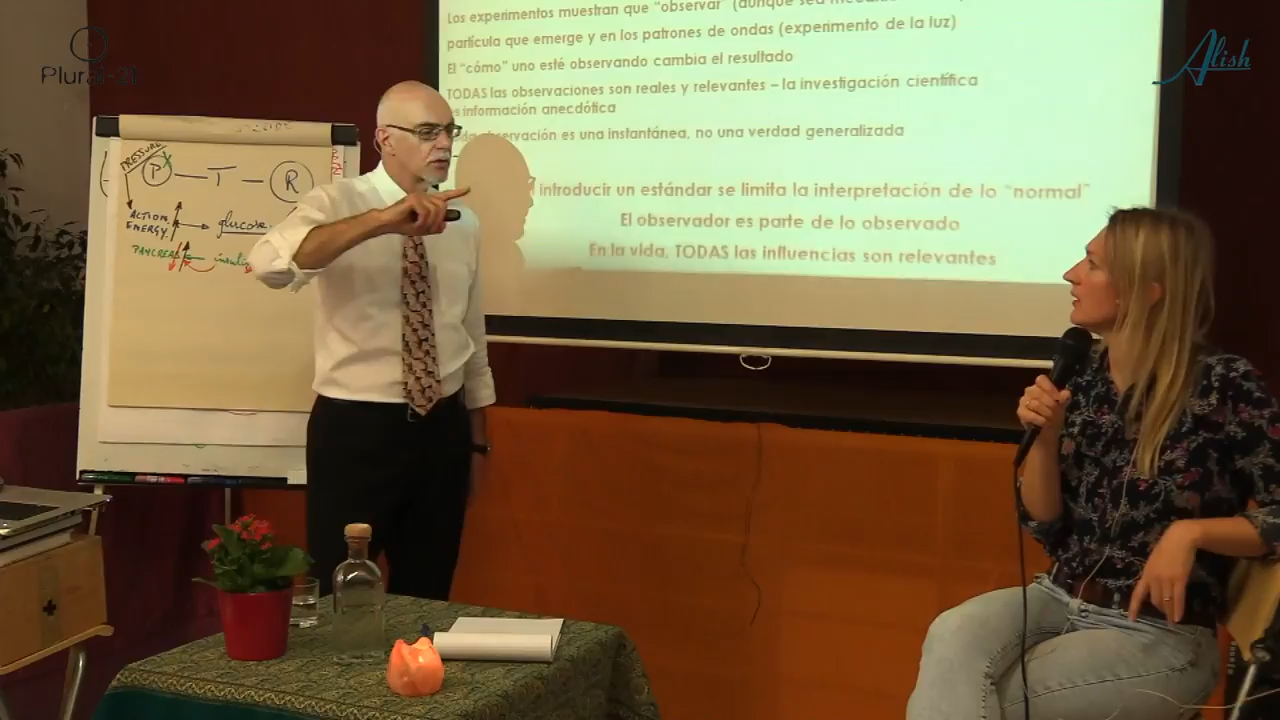 Plural-21
Alish
Los experimentos muestran que “observar” (aunque sea
partícula que emerge y en los patrones de ondas (experimento de la luz)
El “cómo” uno esté observando cambia el resultado
TODAS las observaciones son reales y relevantes – la investigación científica
es información anecdótica
observación es una instantánea, no una verdad generalizada
introducir un estándar se limita la interpretación de lo “normal”
El observador es parte de lo observado
En la vida, TODAS las influencias son relevantes
PRESSURE
P — T — R
ACTION
ENERGY
glucose
PANCREAS